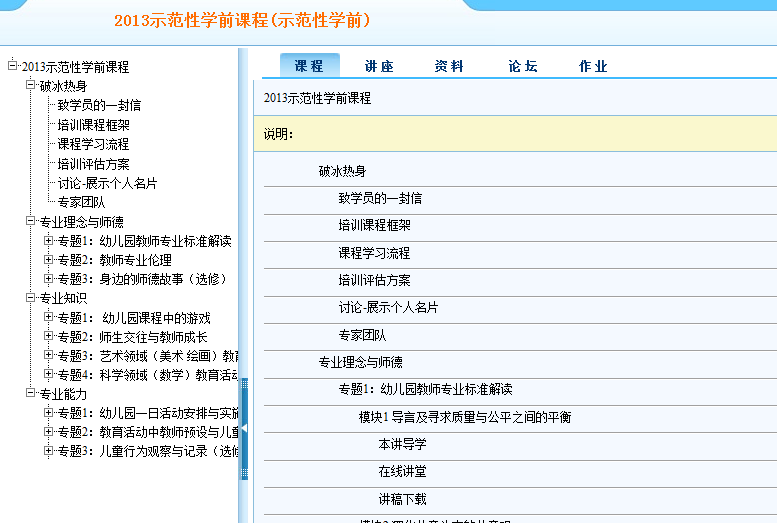 2013示范性学前课程(示范性学前)
2013示范性学前课程
破冰热身
致学员的一封信
培训课程框架
课程学习流程
培训评估方案
讨论-展示个人名片
专家团队
专业理念与师德
专题1：幼儿园教师专业标准解读
专题2：教师专业伦理
专题3：身边的师德故事（选修）
专业知识
专题1： 幼儿园课程中的游戏
专题2：师生交往与教师成长
专题3：艺术领域（美术 绘画）教育
专题4：科学领域（数学）教育活动
专业能力
专题1：幼儿园一日活动安排与实施
专题2：教育活动中教师预设与儿童
专题3：儿童行为观察与记录（选修
课程 讲座 资料 论坛 作业
2013示范性学前课程
说明：
破冰热身
致学员的一封信
培训课程框架
课程学习流程
培训评估方案
讨论-展示个人名片
专家团队
专业理念与师德
专题1：幼儿园教师专业标准解读
模块1 导言及寻求质量与公平之间的平衡
本讲导学
在线讲堂
讲稿下载